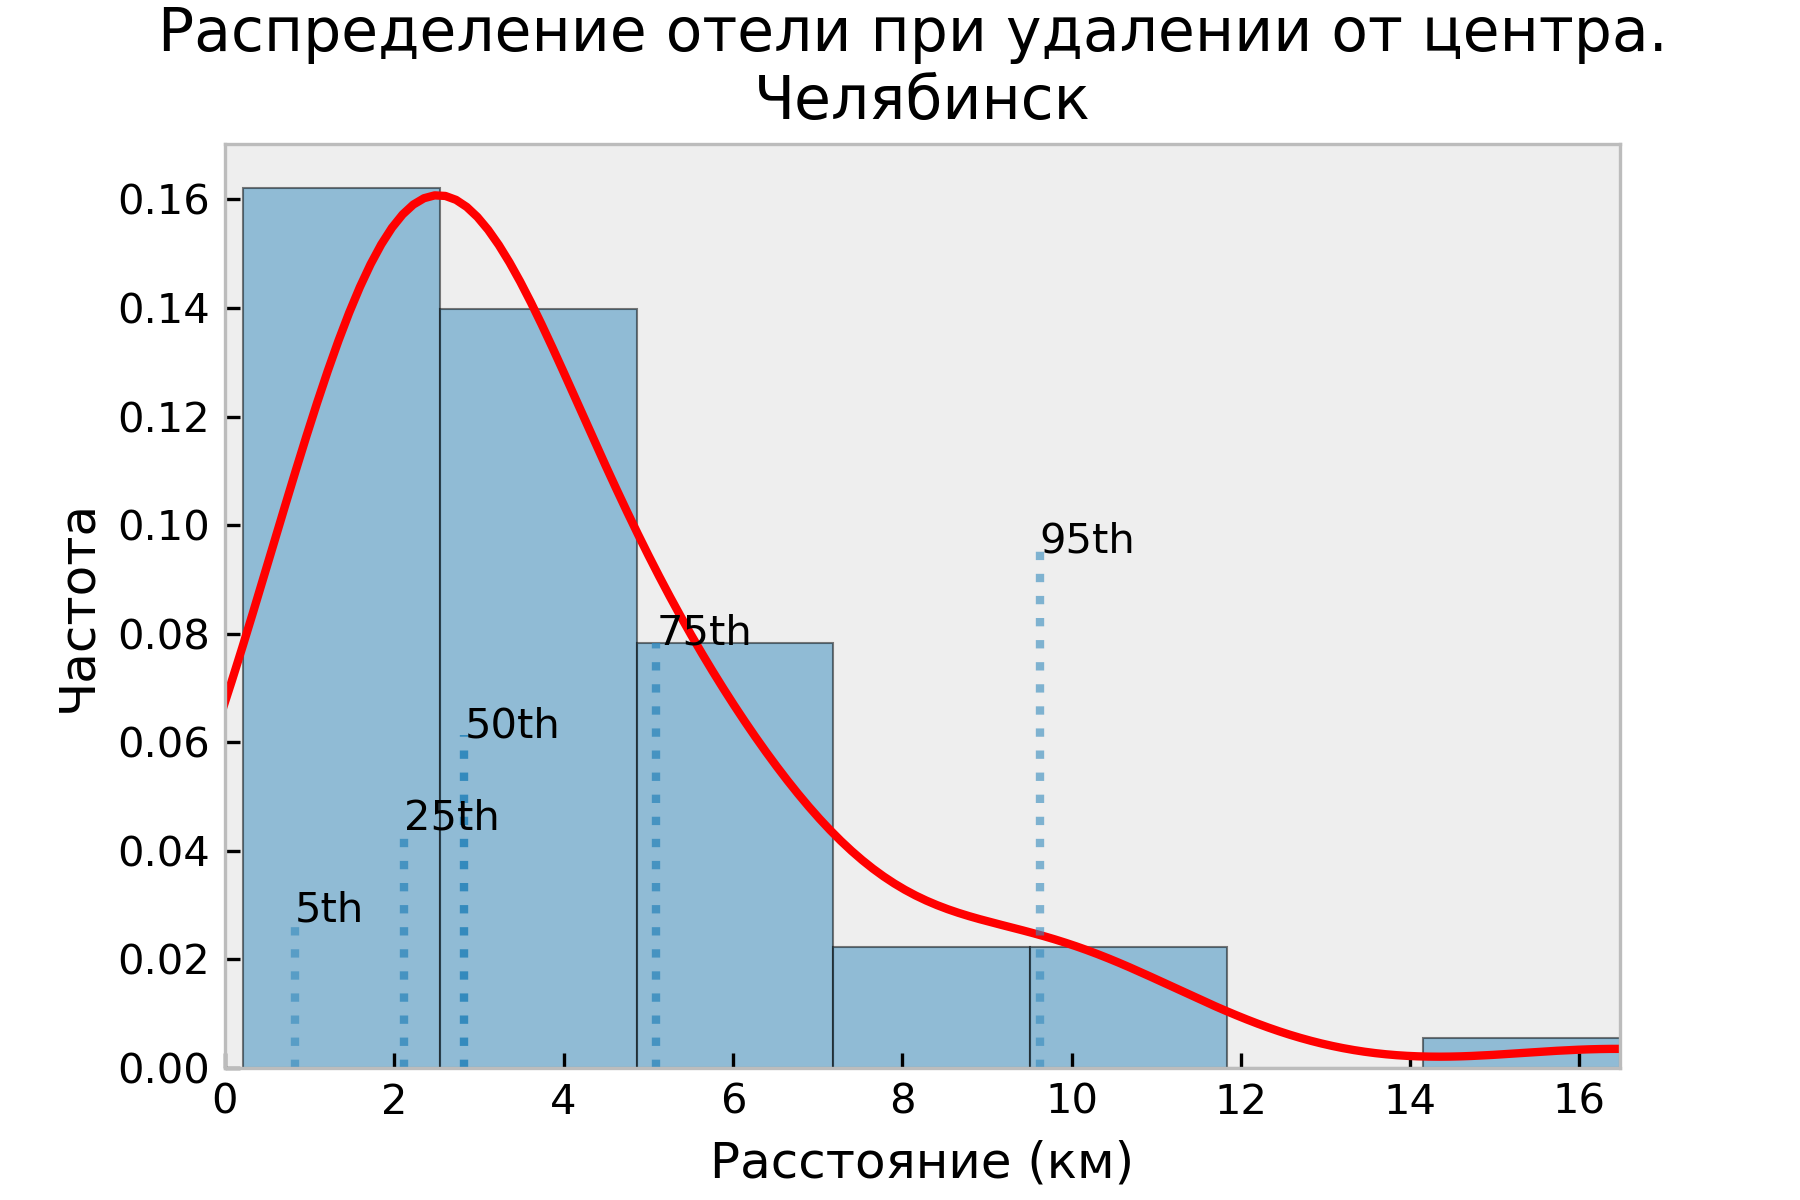 Распределение отели при удалении от центра.
Челябинск
Частота
0.16
0.14
0.12
0.10
0.08
0.06
0.04
0.02
0.00
95th
75th
50th
25th
5th
0 2 4 6 8 10 12 14 16
Расстояние (км)